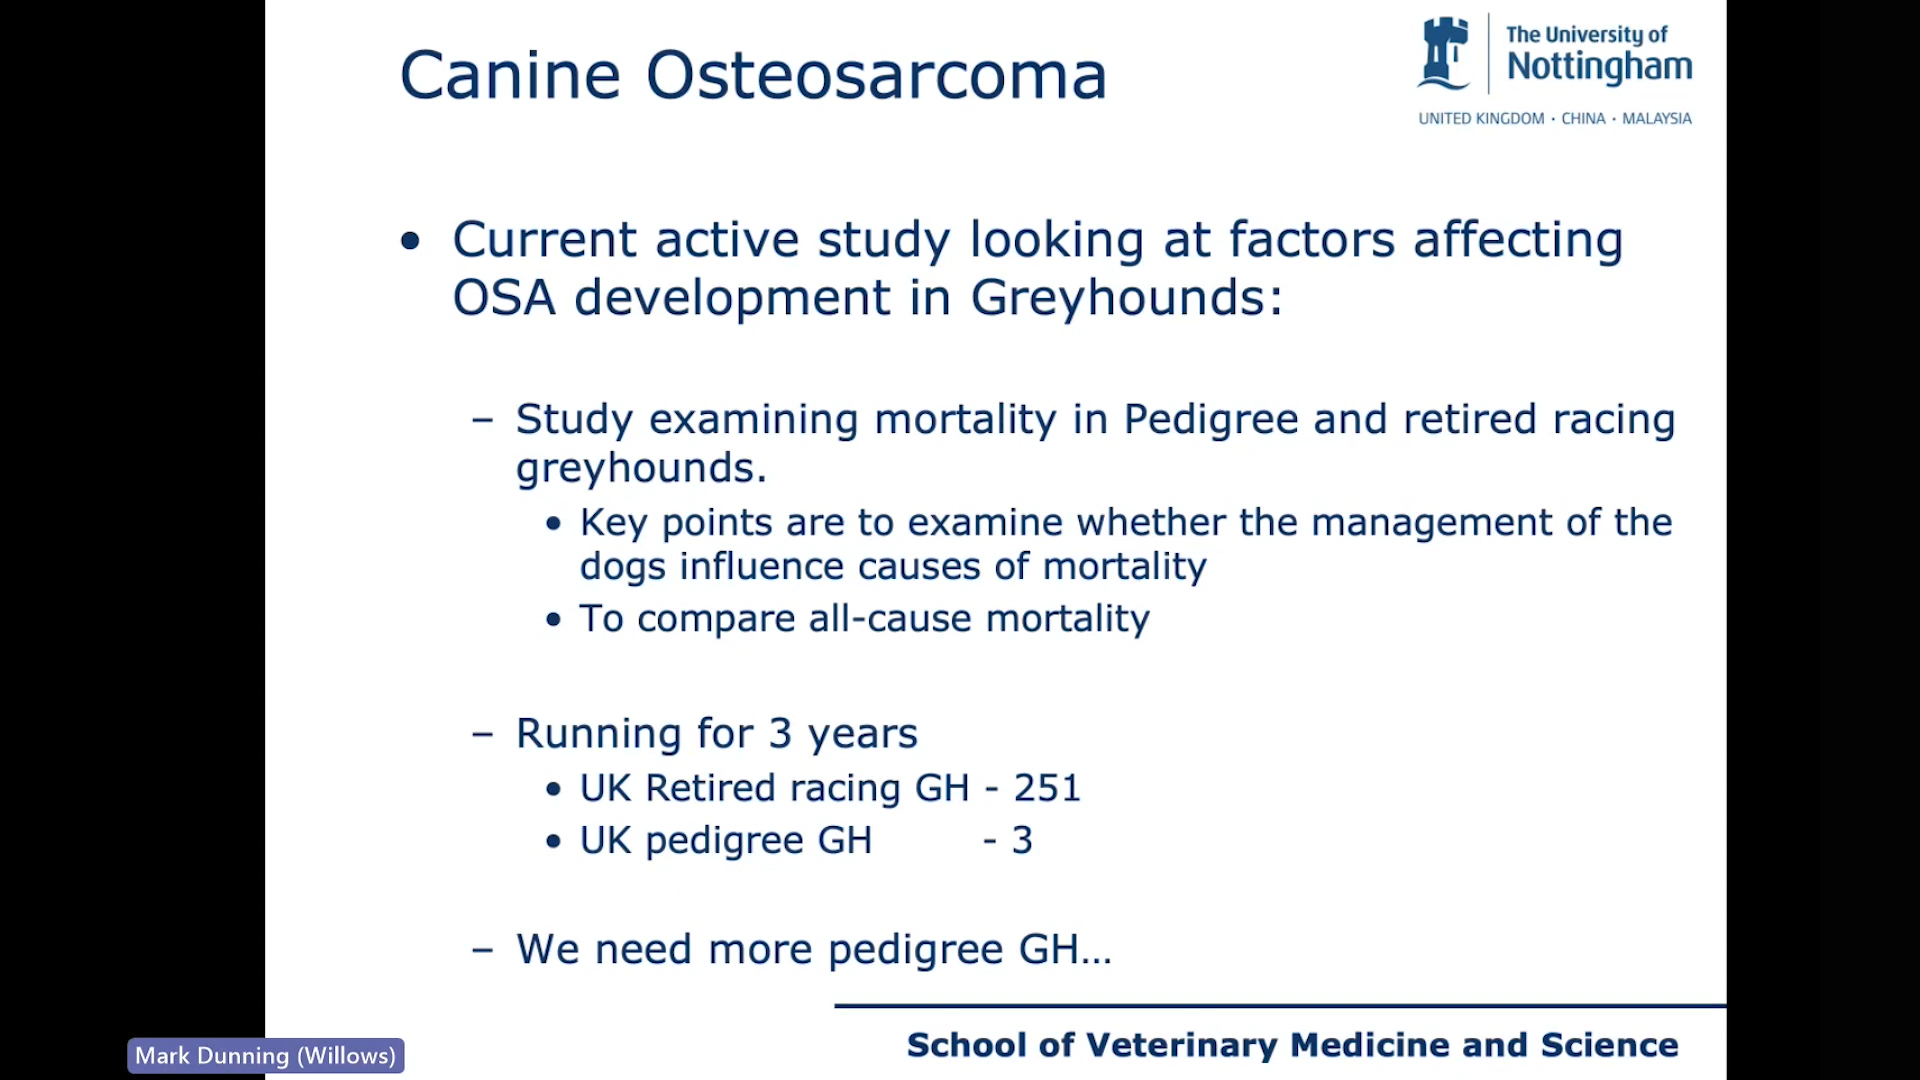 Canine Osteosarcoma
The University of
Nottingham
UNITED KINGDOM · CHINA · MALAYSIA
• Current active study looking at factors affecting
OSA development in Greyhounds:
– Study examining mortality in Pedigree and retired racing
greyhounds.
• Key points are to examine whether the management of the
dogs influence causes of mortality
• To compare all-cause mortality
– Running for 3 years
• UK Retired racing GH - 251
• UK pedigree GH - 3
– We need more pedigree GH...
School of Veterinary Medicine and Science
Mark Dunning (Willows)